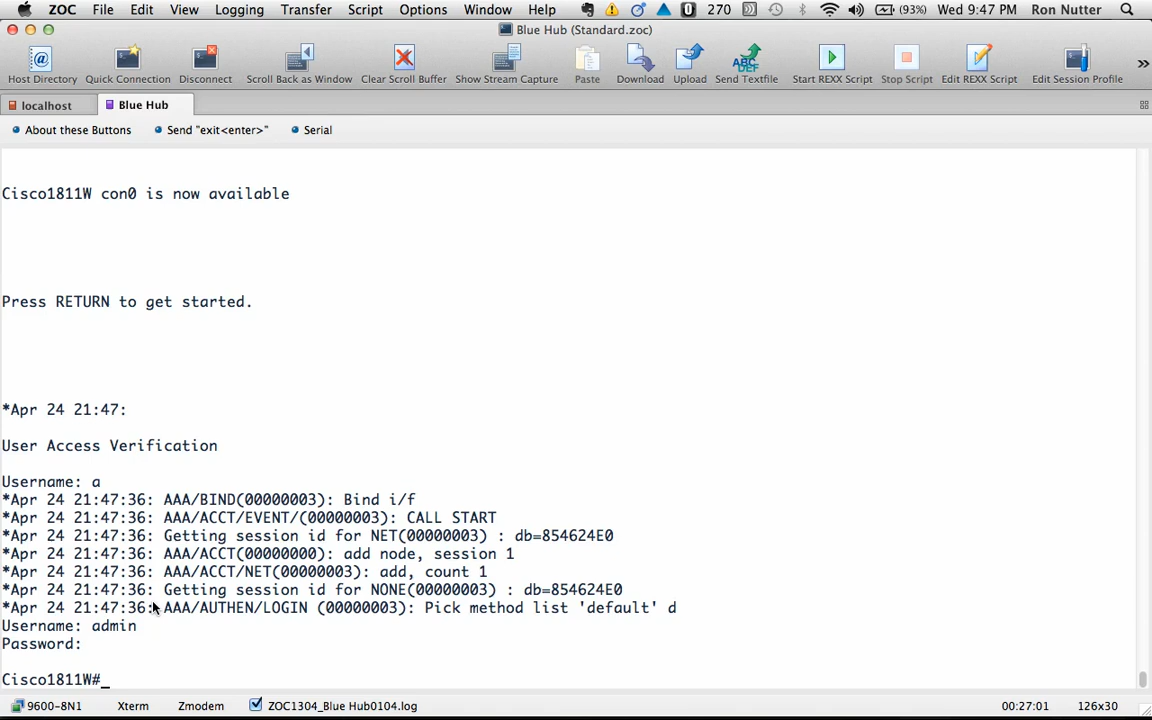 ZOC File Edit View Logging Transfer Script Options Window Help 270 (93%) Wed 9:47 PM Ron Nutter
Blue Hub (Standard.zoc)
Host Directory Quick Connection Disconnect Scroll Back as Window Clear Scroll Buffer Show Stream Capture Paste Download Upload Send Textfile Start REXX Script Stop Script Edit REXX Script Edit Session Profile
localhost Blue Hub
About these Buttons Send "exit<enter>" Serial
Cisco1811W con0 is now available
Press RETURN to get started.
*Apr 24 21:47:
User Access Verification
Username: a
*Apr 24 21:47:36: AAA/BIND(00000003): Bind i/f
*Apr 24 21:47:36: AAA/ACCT/EVENT/(00000003): CALL START
*Apr 24 21:47:36: Getting session id for NET(00000003) : db=854624E0
*Apr 24 21:47:36: AAA/ACCT(00000000): add node, session 1
*Apr 24 21:47:36: AAA/ACCT/NET(00000003): add, count 1
*Apr 24 21:47:36: Getting session id for NONE(00000003) : db=854624E0
*Apr 24 21:47:36: AAA/AUTHEN/LOGIN (00000003): Pick method list 'default' d
Username: admin
Password:
Cisco1811W#_
9600-8N1 Xterm Zmodem ZOC1304_Blue Hub0104.log 00:27:01 126x30